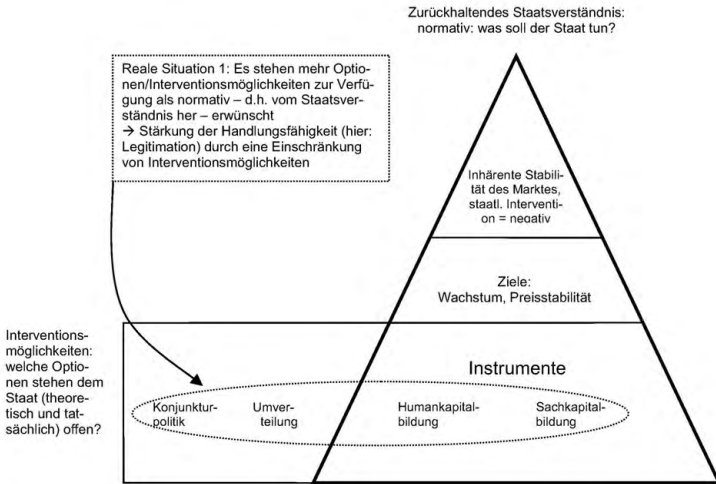 Zurückhaltendes Staatsverständnis:
normativ: was soll der Staat tun?
Reale Situation 1: Es stehen mehr Optio-
nen/Interventionsmöglichkeiten zur Verfü-
gung als normativ – d.h. vom Staatsver-
ständnis her – erwünscht
→ Stärkung der Handlungsfähigkeit (hier:
Legitimation) durch eine Einschränkung
von Interventionsmöglichkeiten
Inhärente Stabili-
tät des Marktes,
staatl. Interventi-
on = negativ
Ziele:
Wachstum, Preisstabilität
Interventions-
möglichkeiten:
welche Optio-
nen stehen dem
Staat (theore-
tisch und tat-
sächlich) offen?
Instrumente
Konjunktur-
politik
Umver-
teilung
Humankapital-
bildung
Sachkapital-
bildung